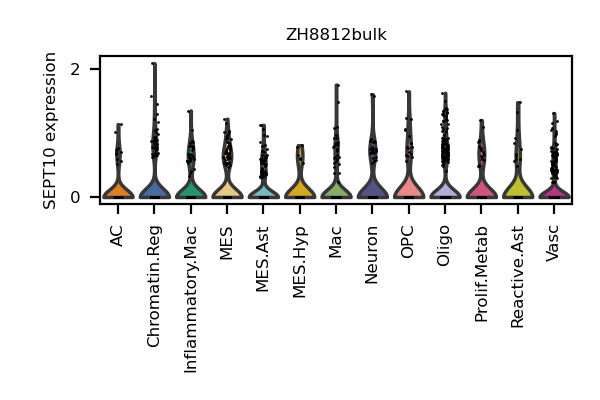 ZH8812bulk
SEPT10 expression
2
0
AC
Chromatin.Reg
Inflammatory.Mac
MES
MES.Ast
MES.Hyp
Mac
Neuron
OPC
Oligo
Prolif.Metab
Reactive.Ast
Vasc